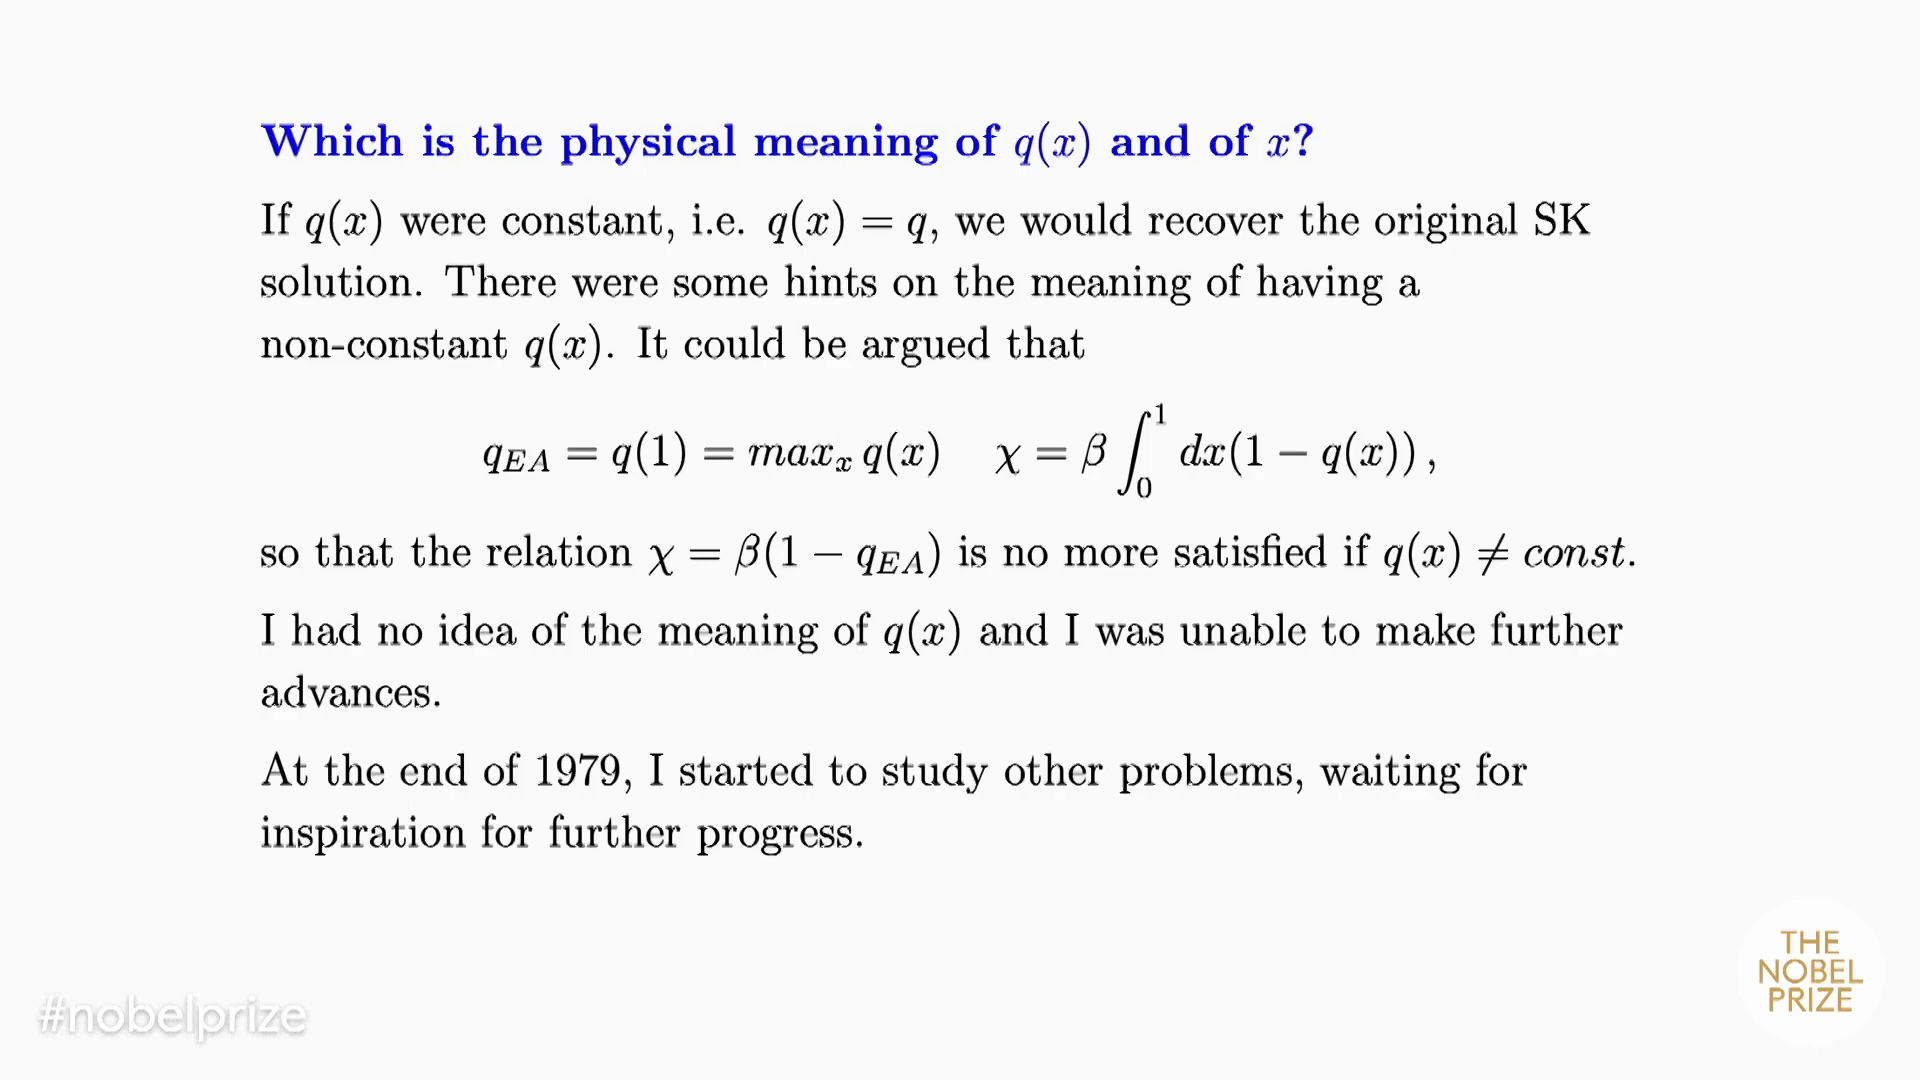 Which is the physical meaning of q(x) and of x?
If q(x) were constant, i.e. q(x) = q, we would recover the original SK
solution. There were some hints on the meaning of having a
non-constant q(x). It could be argued that
q_{EA} = q(1) = max_x q(x) χ = β ∫_0^1 dx(1 − q(x)) ,
so that the relation χ = β(1 − q_{EA}) is no more satisfied if q(x) ≠ const.
I had no idea of the meaning of q(x) and I was unable to make further
advances.
At the end of 1979, I started to study other problems, waiting for
inspiration for further progress.
#nobelprize
THE
NOBEL
PRIZE